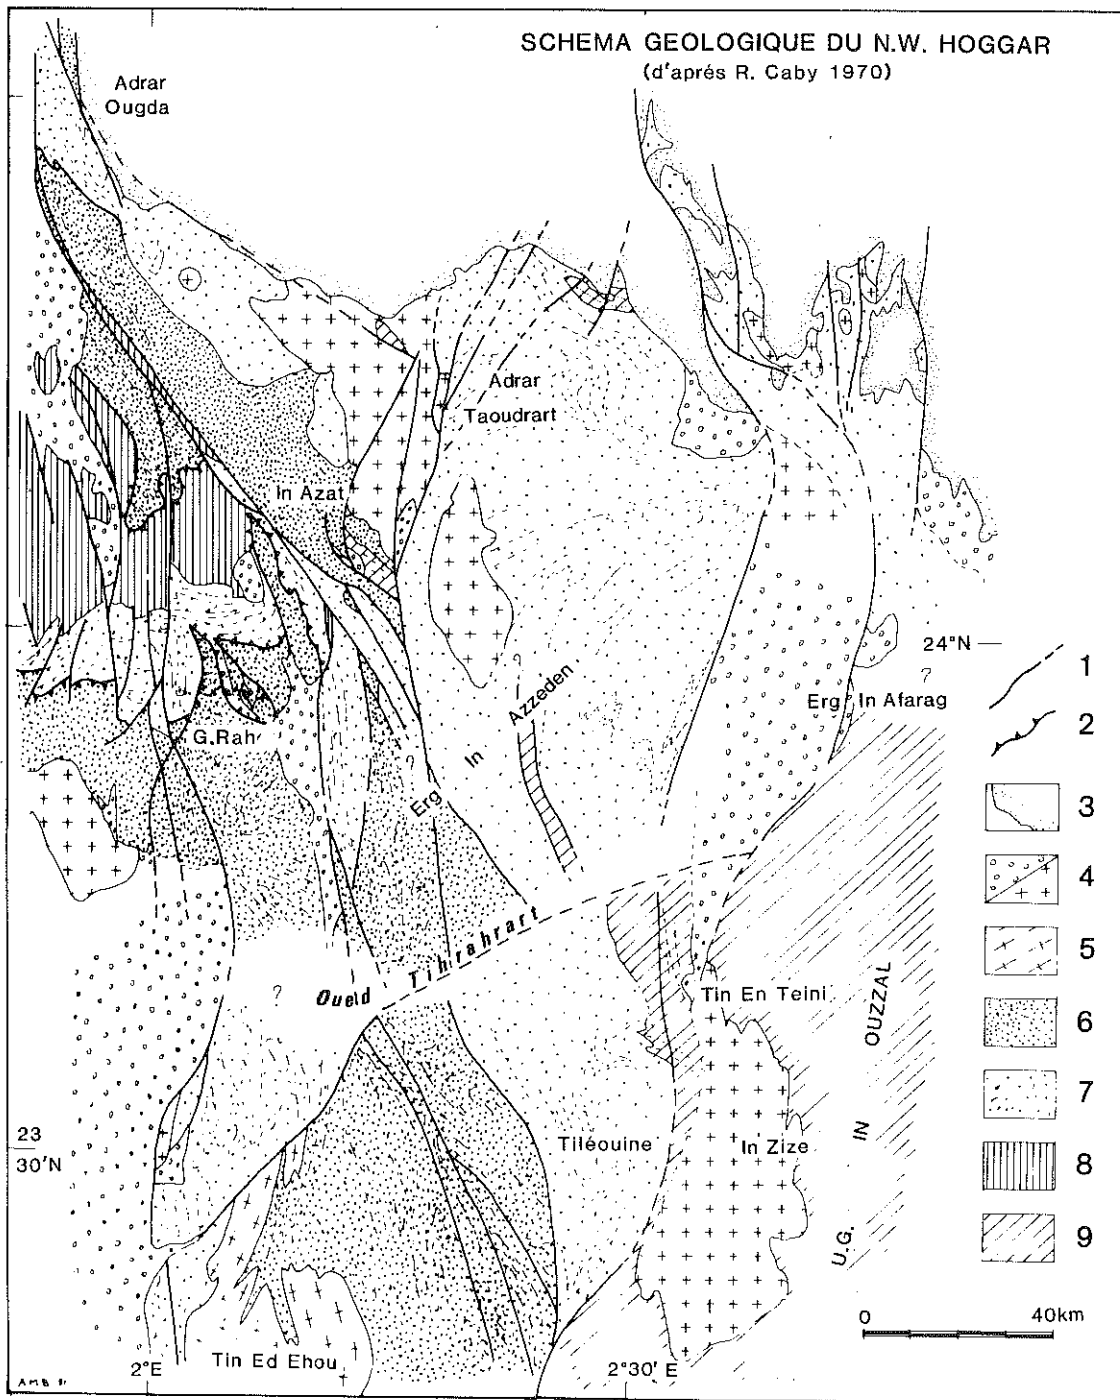 SCHEMA GEOLOGIQUE DU N.W. HOGGAR
(d'aprés R. Caby 1970)
Adrar
Ougda
Adrar
Taoudrart
In Azat
24°N
Erg In Afarag
?
?
?
G.Rah
Erg In Azzeden
1
2
3
4
5
6
7
8
9
?
Oueld Tihrahrart
Tin En Teini
U.G. IN OUZZAL
23
30'N
Tiléouine
In Zize
0 40km
Tin Ed Ehou
2°E
2°30' E
AMB 91